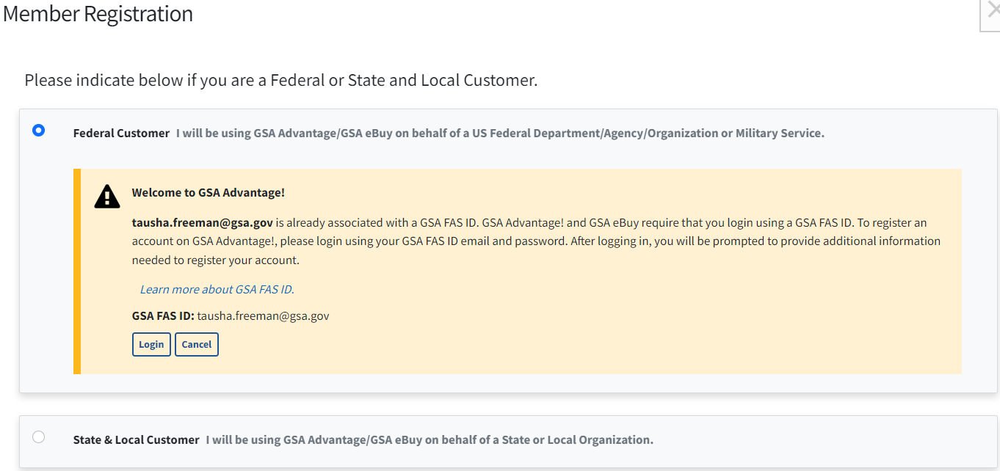 Member Registration
Please indicate below if you are a Federal or State and Local Customer.
Federal Customer I will be using GSA Advantage/GSA eBuy on behalf of a US Federal Department/Agency/Organization or Military Service.
Welcome to GSA Advantage!
tausha.freeman@gsa.gov is already associated with a GSA FAS ID. GSA Advantage! and GSA eBuy require that you login using a GSA FAS ID. To register an
account on GSA Advantage!, please login using your GSA FAS ID email and password. After logging in, you will be prompted to provide additional information
needed to register your account.
Learn more about GSA FAS ID.
GSA FAS ID: tausha.freeman@gsa.gov
Login Cancel
State & Local Customer I will be using GSA Advantage/GSA eBuy on behalf of a State or Local Organization.